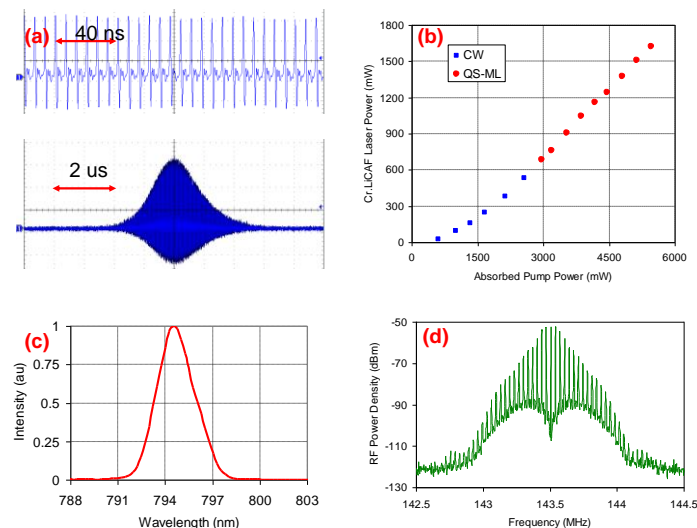 (a)
40 ns
2 us
(b)
Cr.LiCAF Laser Power (mW)
1800
1500
1200
900
600
300
0
CW
QS-ML
0 1500 3000 4500 6000
Absorbed Pump Power (mW)
(c)
Intensity (au)
1
0.75
0.5
0.25
0
788 791 794 797 800 803
Wavelength (nm)
(d)
RF Power Density (dBm)
-50
-70
-90
-110
-130
142.5 143 143.5 144 144.5
Frequency (MHz)